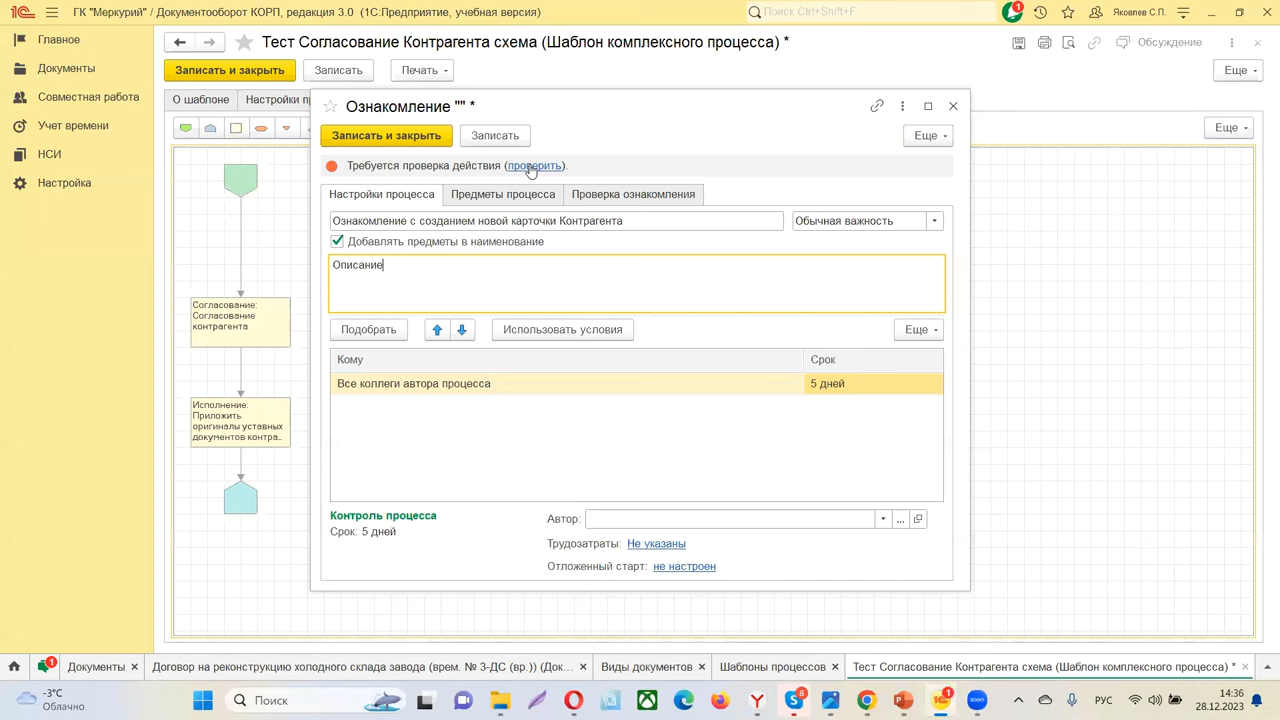 ГК "Меркурий" / Документооборот КОРП, редакция 3.0 (1С:Предприятие, учебная версия)
Поиск Ctrl+Shift+F
1
Яковлев С.П.
Главное
Документы
Совместная работа
Учет времени
НСИ
Настройка
Тест Согласование Контрагента схема (Шаблон комплексного процесса) *
Обсуждение
Записать и закрыть
Записать
Печать
Еще
О шаблоне
Настройки пр
Еще
Согласование:
Согласование
контрагента
Исполнение:
Приложить
оригиналы уставных
документов контра...
Ознакомление "" *
Записать и закрыть
Записать
Еще
Требуется проверка действия (проверить).
Настройки процесса
Предметы процесса
Проверка ознакомления
Ознакомление с созданием новой карточки Контрагента
Обычная важность
Добавлять предметы в наименование
Описание
Подобрать
Использовать условия
Еще
Кому
Срок
Все коллеги автора процесса
5 дней
Контроль процесса
Срок: 5 дней
Автор:
...
Трудозатраты: Не указаны
Отложенный старт: не настроен
1
Документы
Договор на реконструкцию холодного склада завода (врем. № 3-ДС (вр.)) (Док...
Виды документов
Шаблоны процессов
Тест Согласование Контрагента схема (Шаблон комплексного процесса) *
-3°C
Облачно
Поиск
8
1
РУС
14:36
28.12.2023